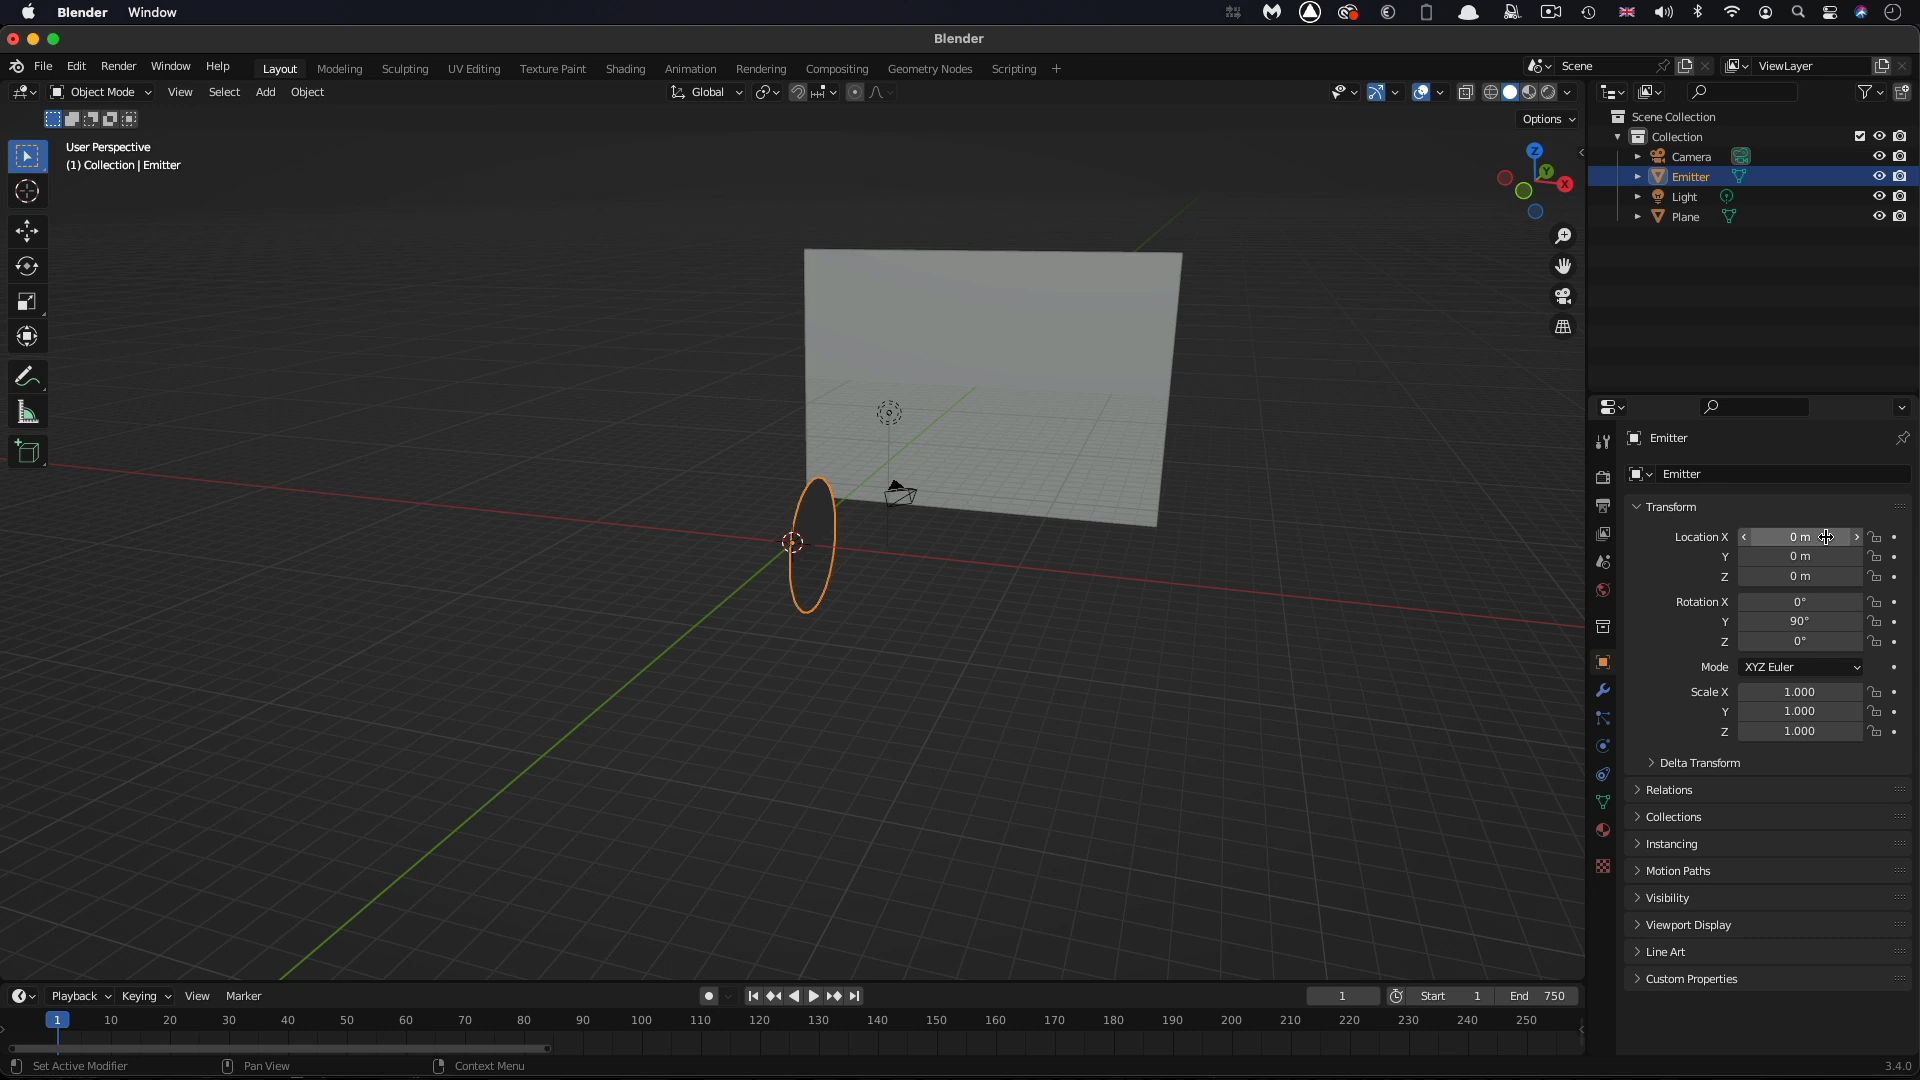 Blender Window
Blender
File Edit Render Window Help Layout Modeling Sculpting UV Editing Texture Paint Shading Animation Rendering Compositing Geometry Nodes Scripting + Scene ViewLayer
Object Mode View Select Add Object Global
Options
User Perspective
(1) Collection | Emitter
Z
Y
X
Scene Collection
Collection
Camera
Emitter
Light
Plane
Emitter
Emitter
Transform
Location X 0 m
Y 0 m
Z 0 m
Rotation X 0°
Y 90°
Z 0°
Mode XYZ Euler
Scale X 1.000
Y 1.000
Z 1.000
Delta Transform
Relations
Collections
Instancing
Motion Paths
Visibility
Viewport Display
Line Art
Custom Properties
Playback Keying View Marker 1 Start 1 End 750
1 10 20 30 40 50 60 70 80 90 100 110 120 130 140 150 160 170 180 190 200 210 220 230 240 250
Set Active Modifier Pan View Context Menu 3.4.0